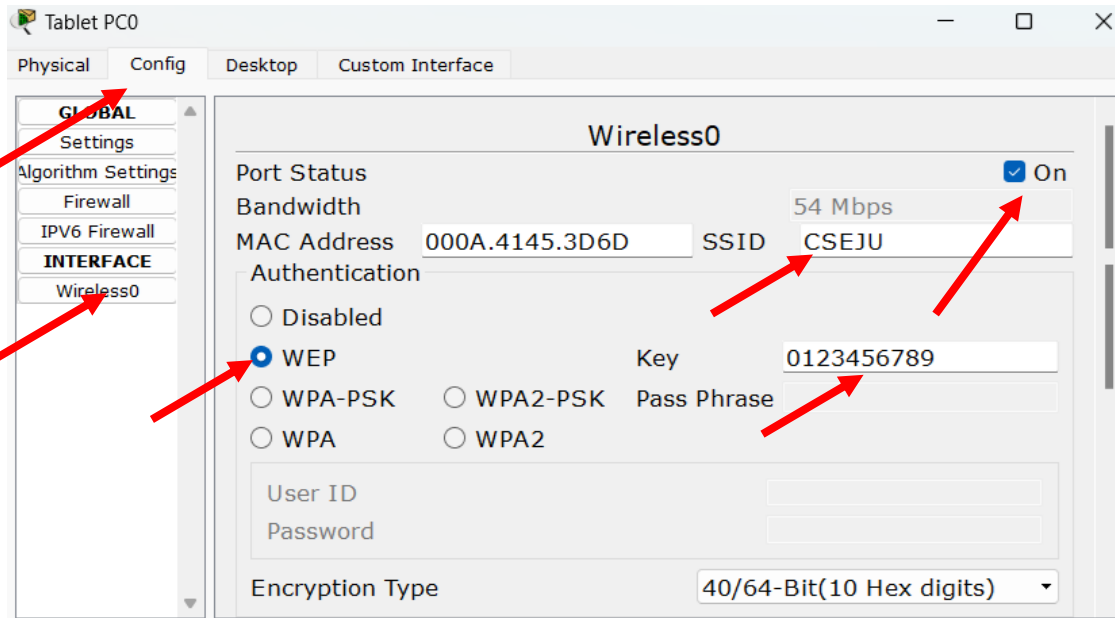 Tablet PC0
Physical Config Desktop Custom Interface
GLOBAL
Settings
Algorithm Settings
Firewall
IPV6 Firewall
INTERFACE
Wireless0
Wireless0
Port Status On
Bandwidth 54 Mbps
MAC Address 000A.4145.3D6D SSID CSEJU
Authentication
Disabled
WEP Key 0123456789
WPA-PSK WPA2-PSK Pass Phrase
WPA WPA2
User ID
Password
Encryption Type 40/64-Bit(10 Hex digits)